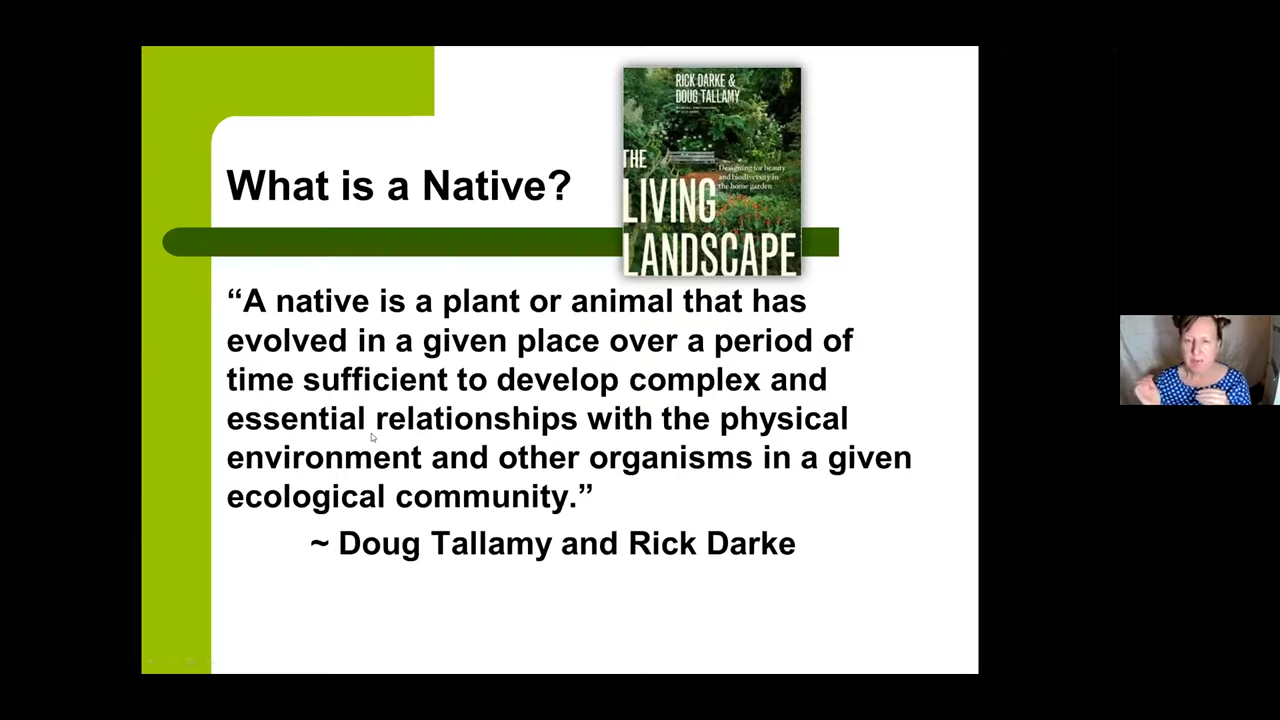 RICK DARKE &
DOUG TALLAMY
THE
LIVING
LANDSCAPE
Designing for beauty
and biodiversity in
the home garden
What is a Native?
“A native is a plant or animal that has
evolved in a given place over a period of
time sufficient to develop complex and
essential relationships with the physical
environment and other organisms in a given
ecological community.”
~ Doug Tallamy and Rick Darke